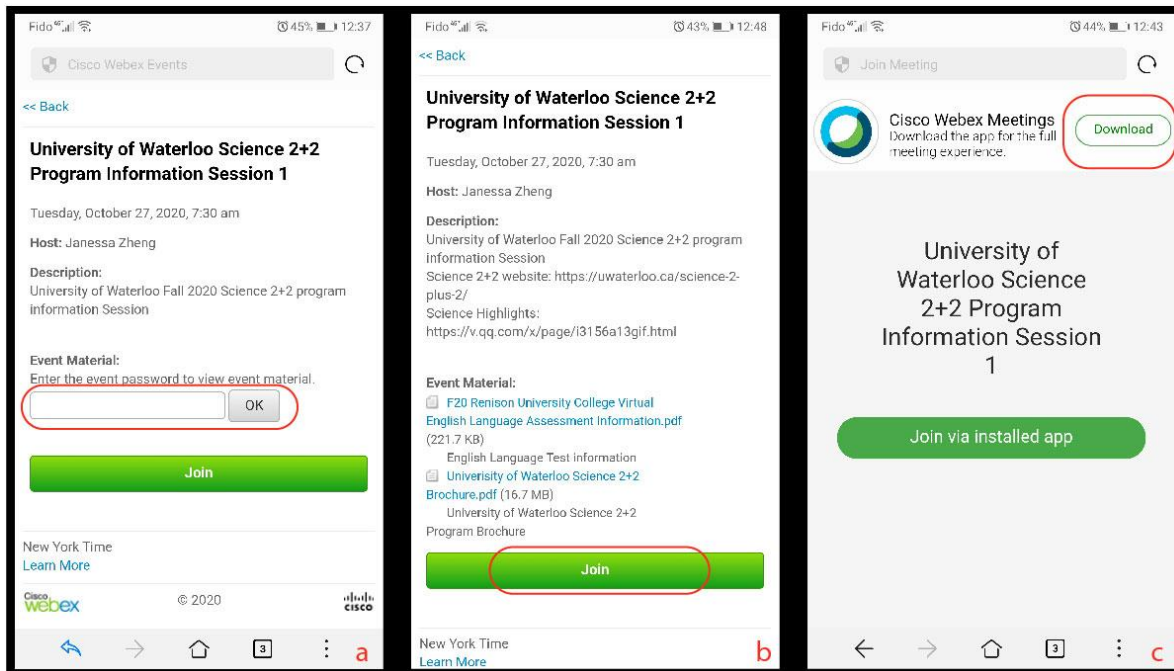 Fido 4G 45% 12:37
Cisco Webex Events
<< Back
University of Waterloo Science 2+2
Program Information Session 1
Tuesday, October 27, 2020, 7:30 am
Host: Janessa Zheng
Description:
University of Waterloo Fall 2020 Science 2+2 program
information Session
Event Material:
Enter the event password to view event material.
OK
Join
New York Time
Learn More
Cisco webex © 2020 cisco
3
a
Fido 4G 43% 12:48
<< Back
University of Waterloo Science 2+2
Program Information Session 1
Tuesday, October 27, 2020, 7:30 am
Host: Janessa Zheng
Description:
University of Waterloo Fall 2020 Science 2+2 program
information Session
Science 2+2 website: https://uwaterloo.ca/science-2-
plus-2/
Science Highlights:
https://v.qq.com/x/page/i3156a13gif.html
Event Material:
F20 Renison University College Virtual
English Language Assessment Information.pdf
(221.7 KB)
English Language Test information
Univerisity of Waterloo Science 2+2
Brochure.pdf (16.7 MB)
University of Waterloo Science 2+2
Program Brochure
Join
New York Time
Learn More
b
Fido 4G 44% 12:43
Join Meeting
Cisco Webex Meetings
Download the app for the full
meeting experience.
Download
University of
Waterloo Science
2+2 Program
Information Session
1
Join via installed app
3
c